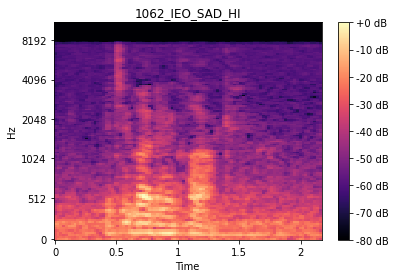 1062_IEO_SAD_HI
Hz
8192
4096
2048
1024
512
0
0
0.5
1
1.5
2
Time
+0 dB
-10 dB
-20 dB
-30 dB
-40 dB
-50 dB
-60 dB
-70 dB
-80 dB